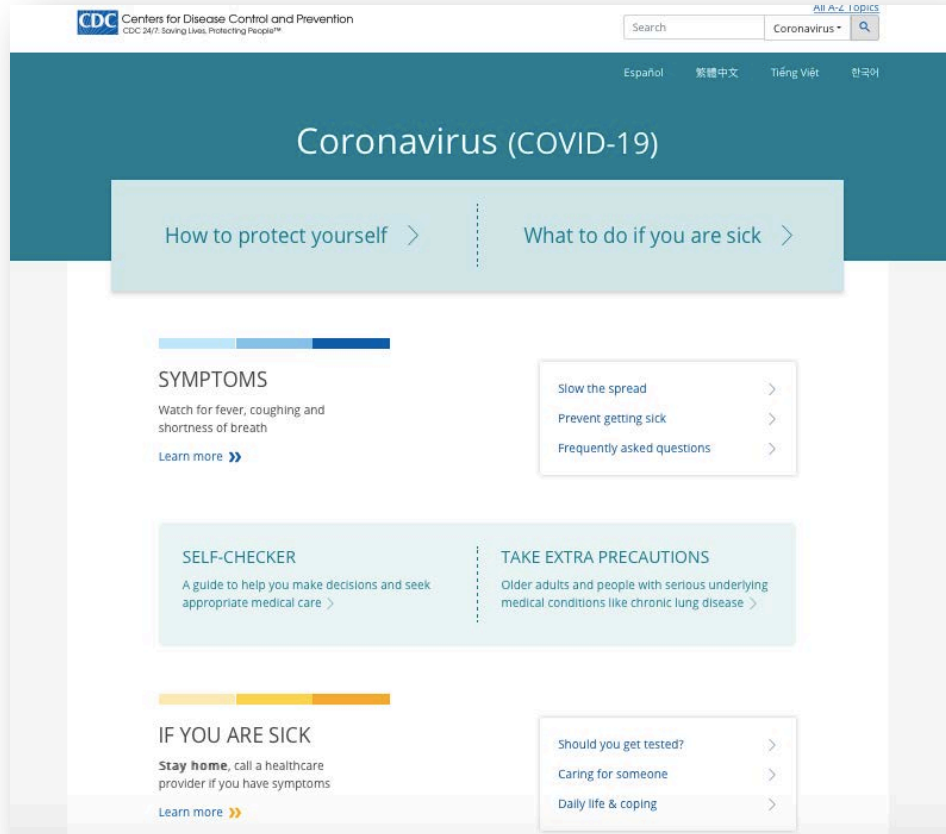 All A-Z Topics
CDC Centers for Disease Control and Prevention
CDC 24/7. Saving Lives, Protecting People™
Search
Coronavirus
Español 繁體中文 Tiếng Việt 한국어
Coronavirus (COVID-19)
How to protect yourself
What to do if you are sick
SYMPTOMS
Watch for fever, coughing and
shortness of breath
Learn more
Slow the spread
Prevent getting sick
Frequently asked questions
SELF-CHECKER
A guide to help you make decisions and seek
appropriate medical care
TAKE EXTRA PRECAUTIONS
Older adults and people with serious underlying
medical conditions like chronic lung disease
IF YOU ARE SICK
Stay home, call a healthcare
provider if you have symptoms
Learn more
Should you get tested?
Caring for someone
Daily life & coping